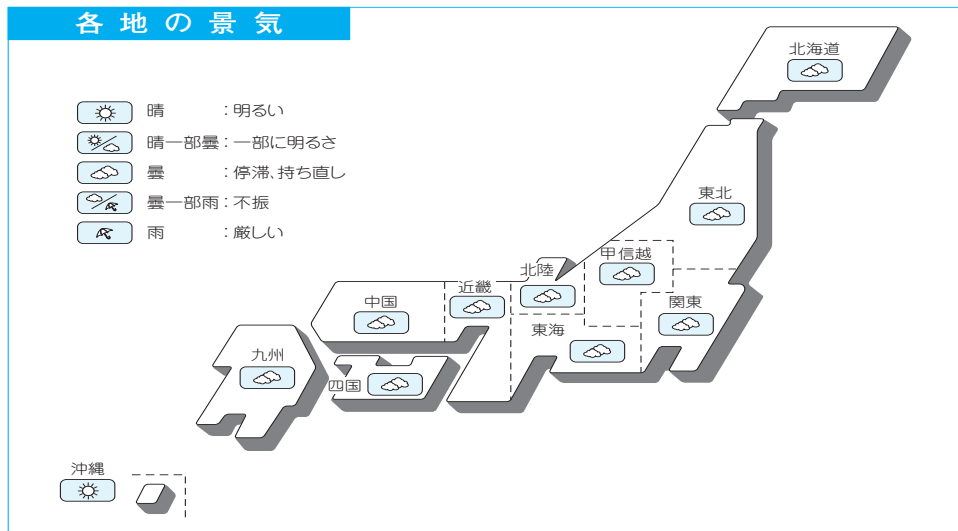 各地の景気
晴 :明るい
晴一部曇:一部に明るさ
曇 :停滞、持ち直し
曇一部雨:不振
雨 :厳しい
北海道
東北
甲信越
北陸
近畿
中国
関東
東海
九州
四国
沖縄